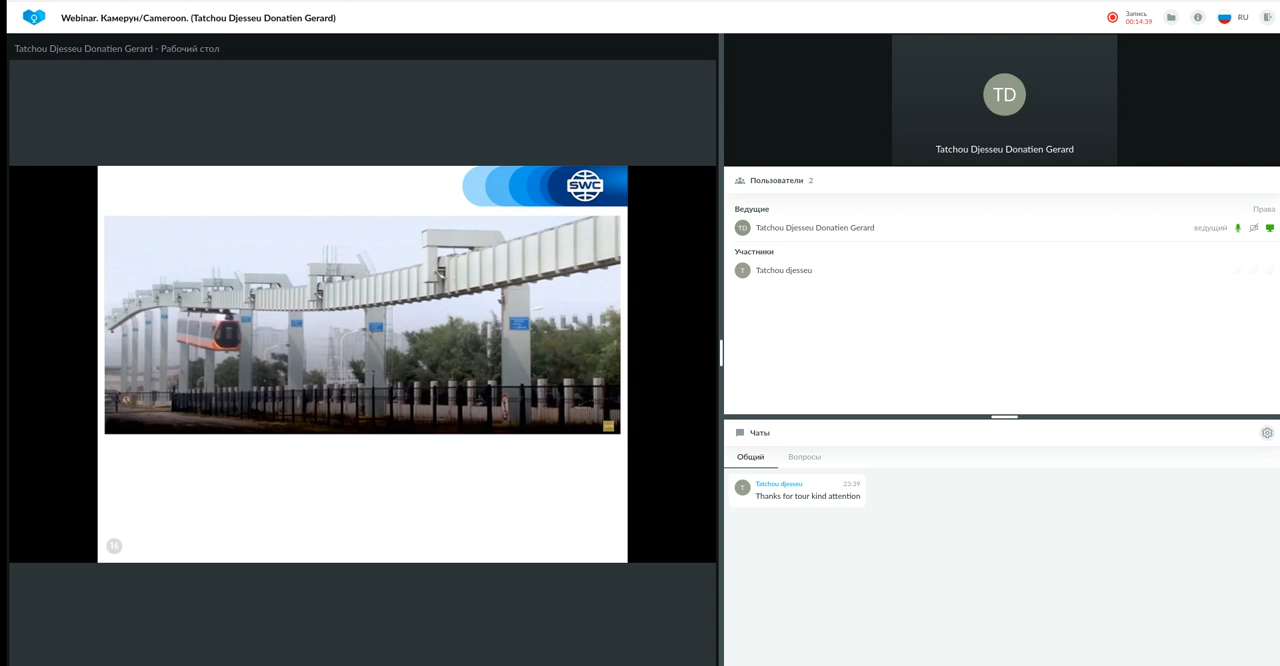 Webinar. Камерун/Cameroon. (Tatchou Djesseu Donatien Gerard)
Запись
00:14:39
RU
Tatchou Djesseu Donatien Gerard - Рабочий стол
SWC
16
TD
Tatchou Djesseu Donatien Gerard
Пользователи 2
Ведущие Права
TD Tatchou Djesseu Donatien Gerard ведущий
Участники
T Tatchou djesseu
Чаты
Общий Вопросы
T Tatchou djesseu 23:39
Thanks for tour kind attention